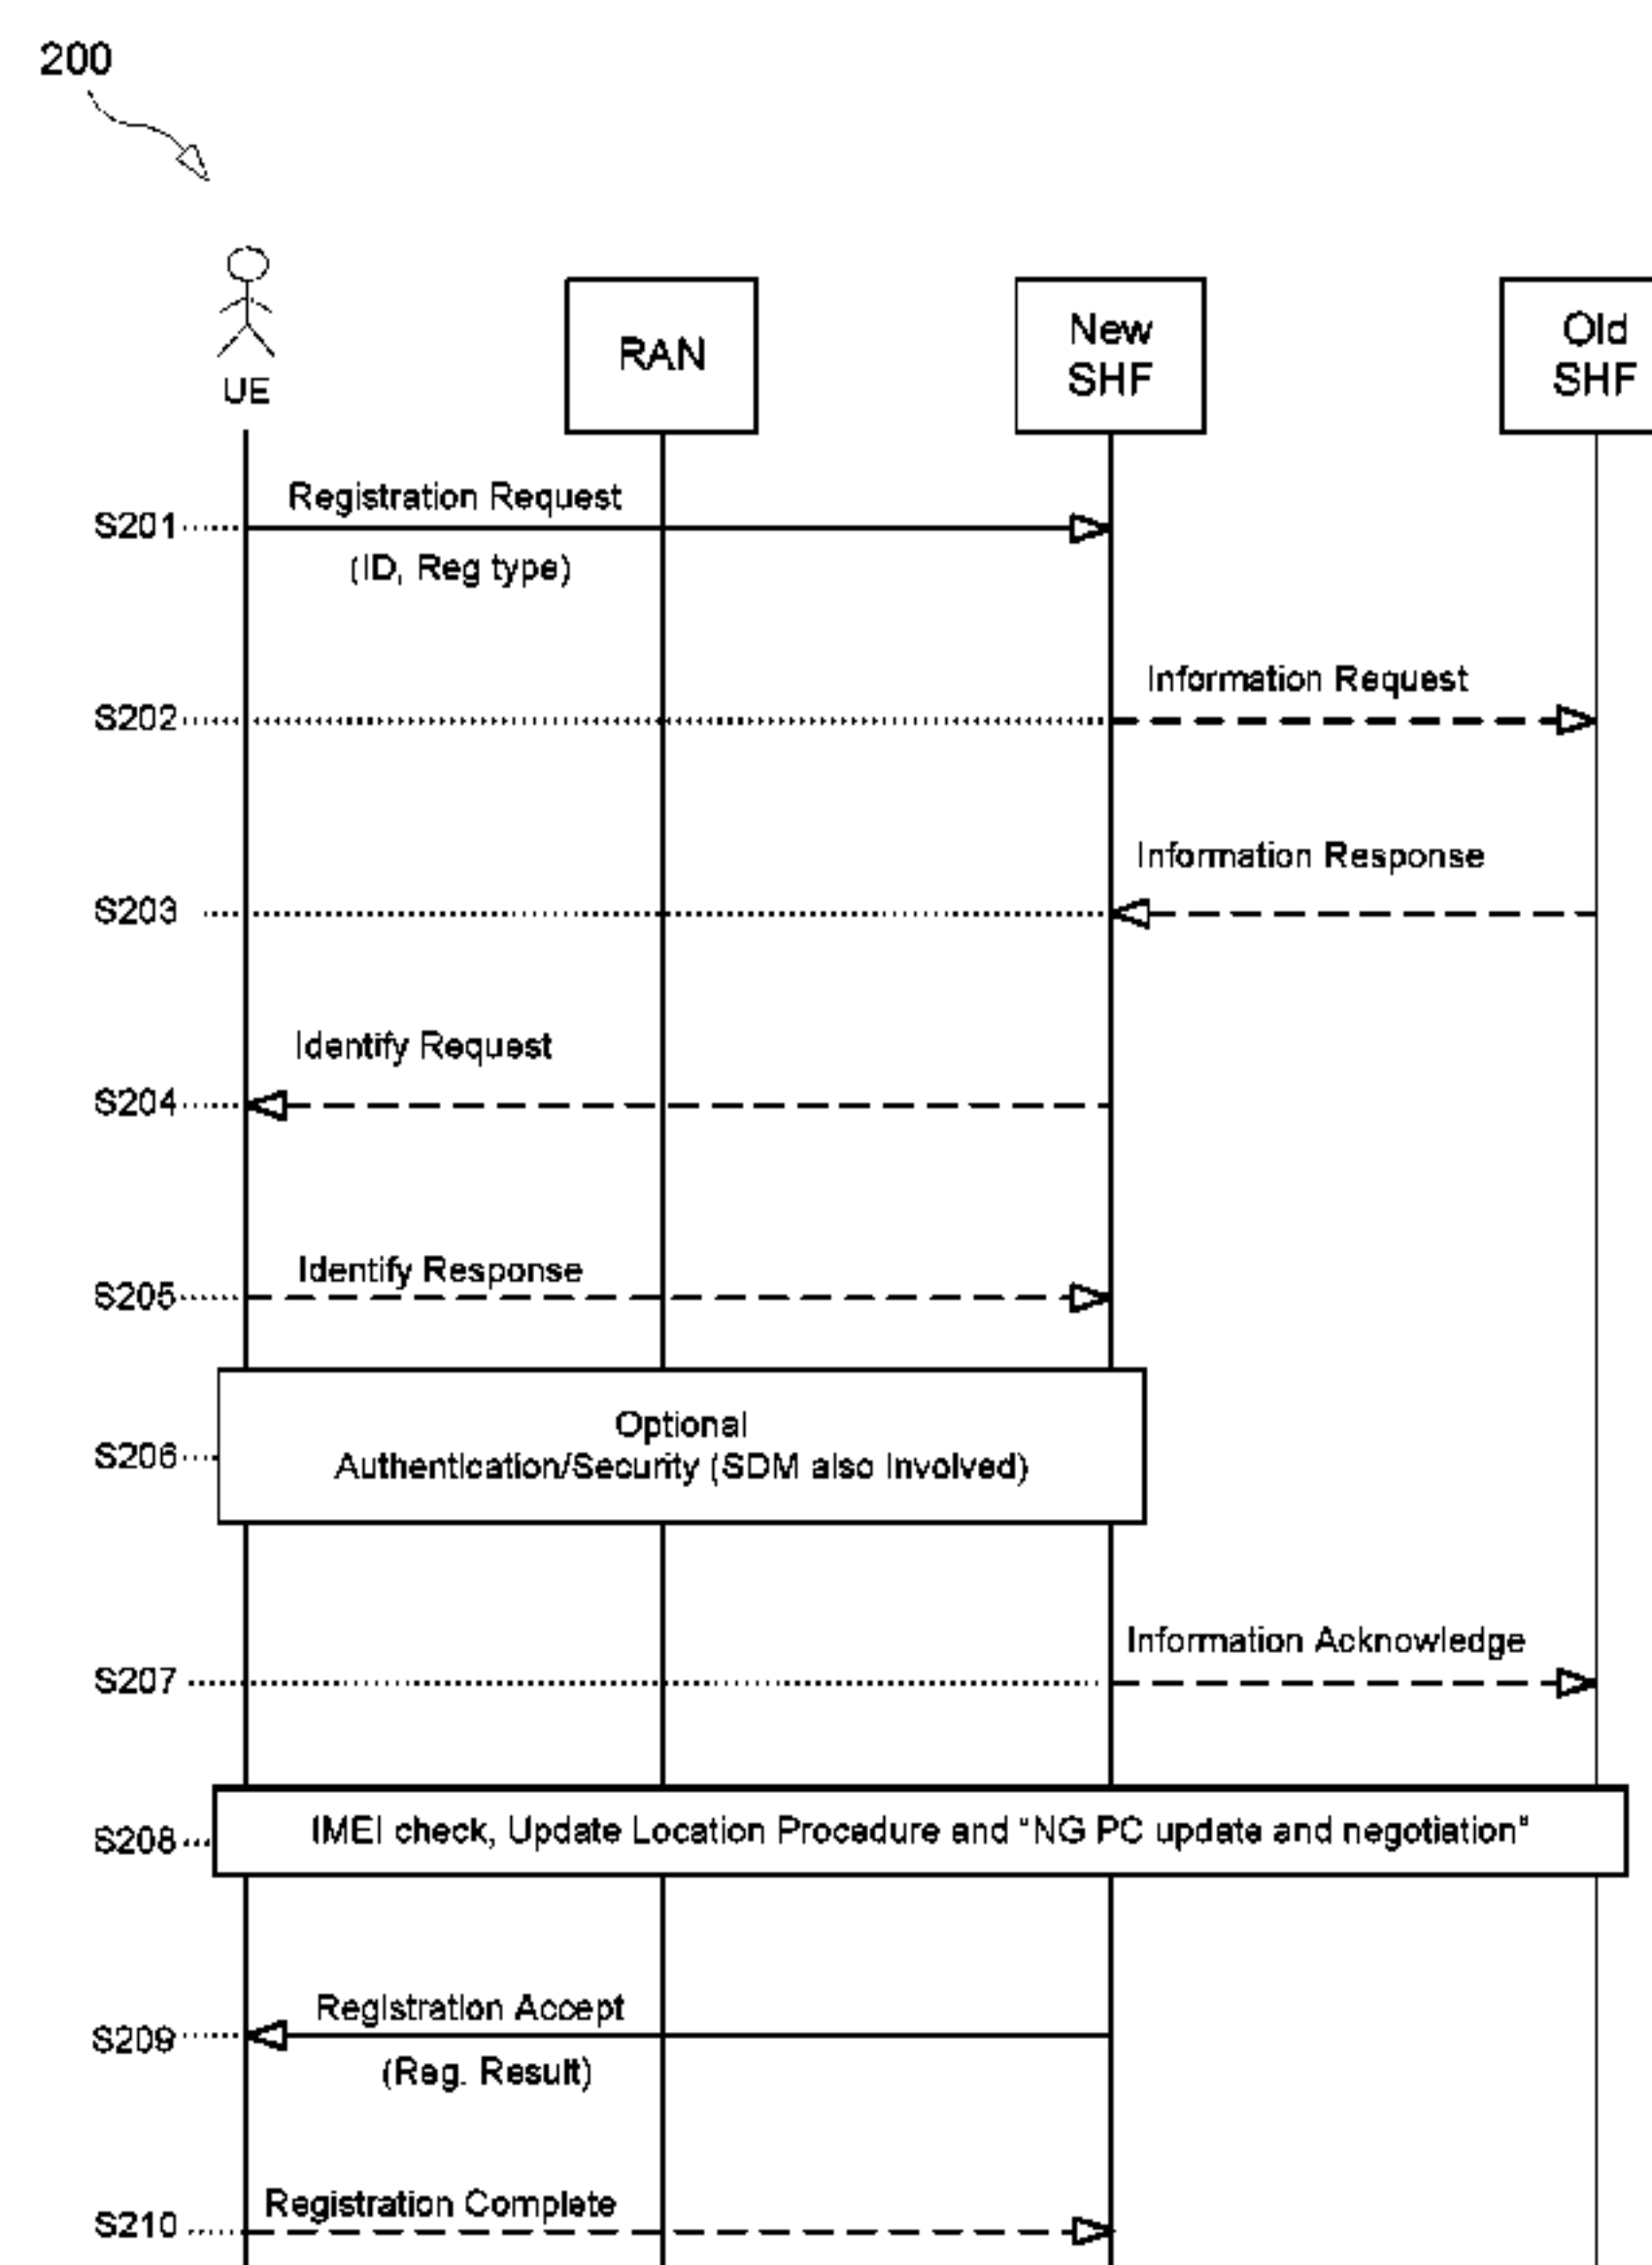 200
UE
RAN
New
SHF
Old
SHF
Registration Request
S201
(ID, Reg type)
Information Request
S202
Information Response
S203
Identify Request
S204
Identify Response
S205
Optional
Authentication/Security (SDM also Involved)
S206
Information Acknowledge
S207
IMEI check, Update Location Procedure and "NG PC update and negotiation"
S208
Registration Accept
S209
(Reg. Result)
Registration Complete
S210